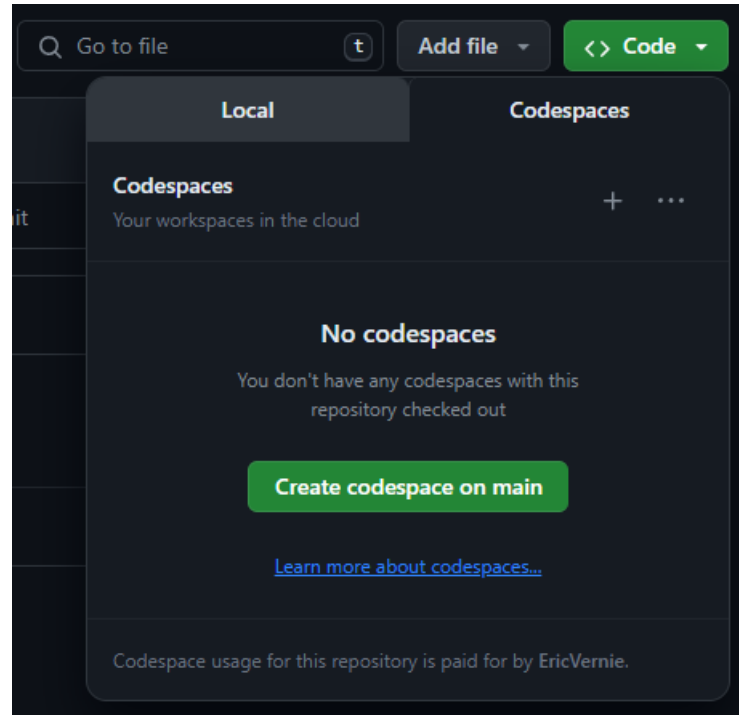 Go to file
t
Add file
<> Code
Local
Codespaces
Codespaces
Your workspaces in the cloud
+ ···
it
No codespaces
You don't have any codespaces with this
repository checked out
Create codespace on main
Learn more about codespaces...
Codespace usage for this repository is paid for by EricVernie.